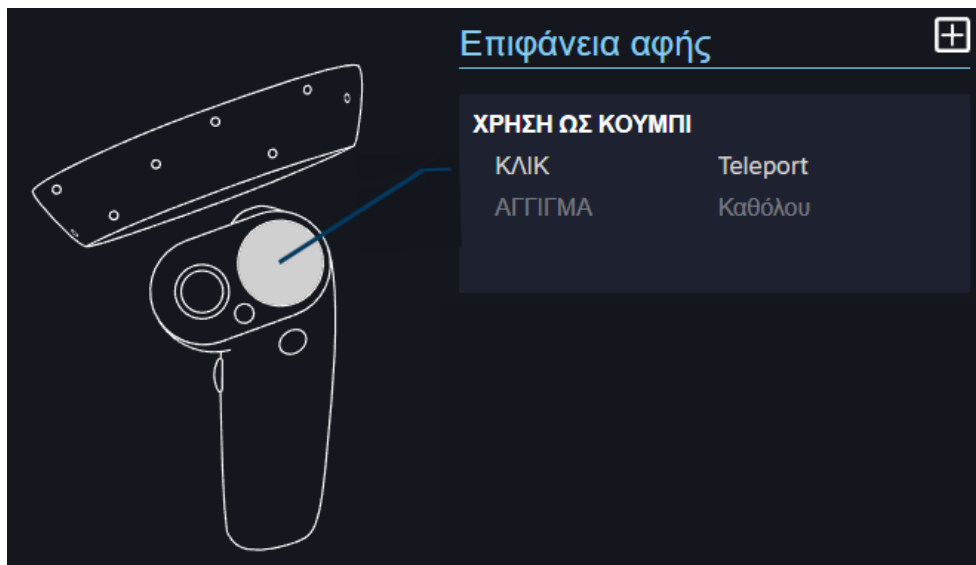 Επιφάνεια αφής
ΧΡΗΣΗ ΩΣ ΚΟΥΜΠΙ
ΚΛΙΚ Teleport
ΑΓΓΙΓΜΑ Καθόλου